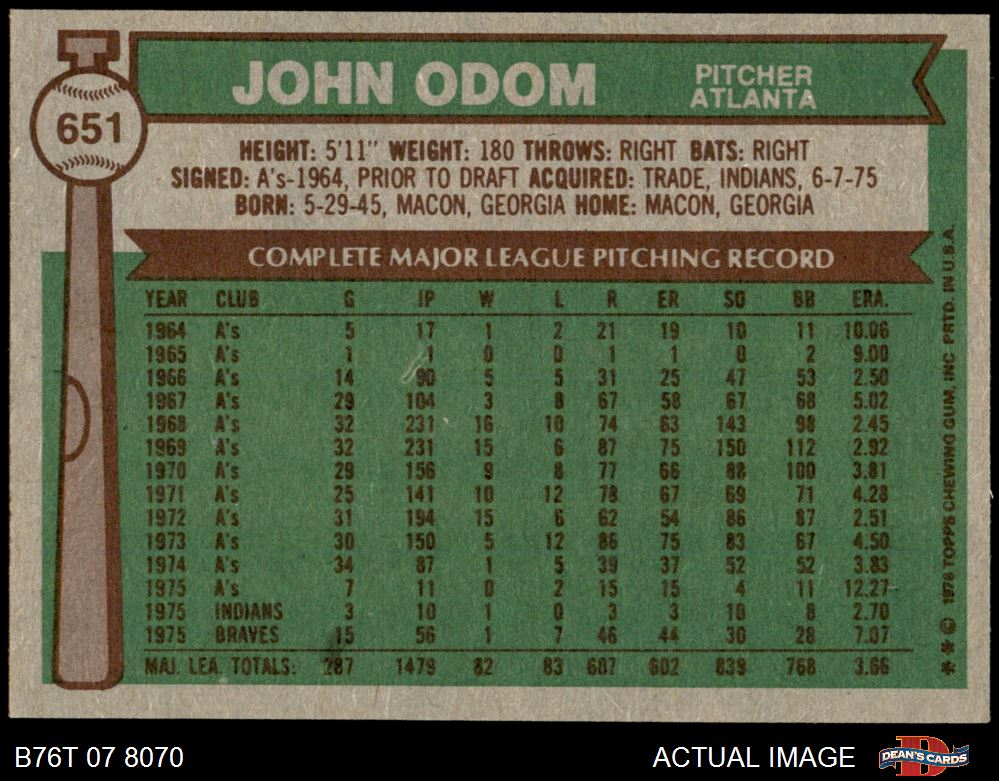 651
JOHN ODOM
PITCHER
ATLANTA
HEIGHT: 5'11" WEIGHT: 180 THROWS: RIGHT BATS: RIGHT
SIGNED: A's-1964, PRIOR TO DRAFT ACQUIRED: TRADE, INDIANS, 6-7-75
BORN: 5-29-45, MACON, GEORGIA HOME: MACON, GEORGIA
COMPLETE MAJOR LEAGUE PITCHING RECORD
YEAR CLUB G IP W L R ER SO BB ERA.
1964 A's 5 17 1 2 21 19 10 11 10.06
1965 A's 1 1 0 0 1 1 0 2 9.00
1966 A's 14 90 5 5 31 25 47 53 2.50
1967 A's 29 104 3 8 67 58 67 68 5.02
1968 A's 32 231 16 10 74 63 143 98 2.45
1969 A's 32 231 15 6 87 75 150 112 2.92
1970 A's 29 156 9 8 77 66 88 100 3.81
1971 A's 25 141 10 12 78 67 69 71 4.28
1972 A's 31 194 15 6 62 54 86 87 2.51
1973 A's 30 150 5 12 86 75 83 67 4.50
1974 A's 34 87 1 5 39 37 52 52 3.83
1975 A's 7 11 0 2 15 15 4 11 12.27
1975 INDIANS 3 10 1 0 3 3 10 8 2.70
1975 BRAVES 15 56 1 7 46 44 30 28 7.07
MAJ. LEA. TOTALS: 287 1479 82 83 687 602 839 768 3.66
** © 1976 TOPPS CHEWING GUM, INC. PRTD. IN U.S.A.
B76T 07 8070
ACTUAL IMAGE
DEAN'S CARDS